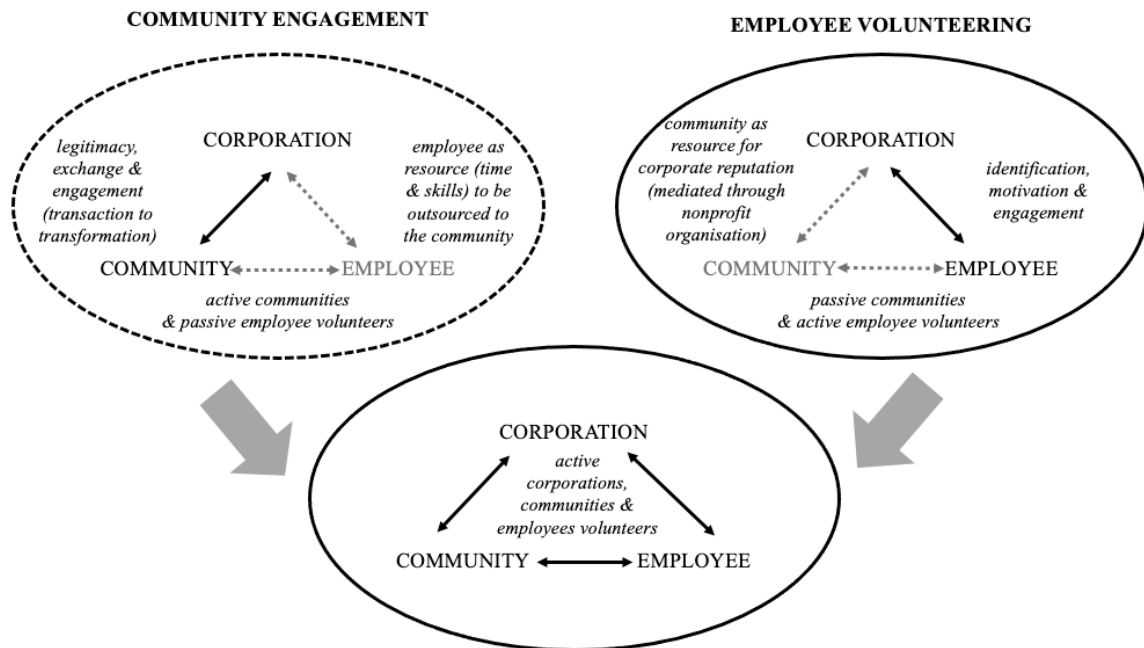 COMMUNITY ENGAGEMENT
CORPORATION
legitimacy,
exchange &
engagement
(transaction to
transformation)
employee as
resource (time
& skills) to be
outsourced to
the community
COMMUNITY
EMPLOYEE
active communities
& passive employee volunteers
EMPLOYEE VOLUNTEERING
community as
resource for
corporate reputation
(mediated through
nonprofit
organisation)
CORPORATION
identification,
motivation &
engagement
COMMUNITY
EMPLOYEE
passive communities
& active employee volunteers
CORPORATION
active
corporations,
communities &
employees volunteers
COMMUNITY
EMPLOYEE